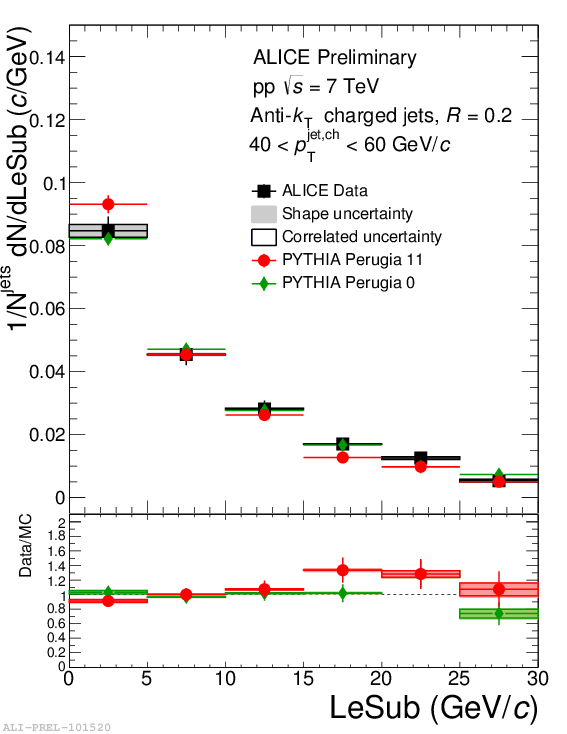 1/N^jets dN/dLeSub (c/GeV)
0.14
0.12
0.1
0.08
0.06
0.04
0.02
0
ALICE Preliminary
pp √s = 7 TeV
Anti-k_T charged jets, R = 0.2
40 < p_T^jet,ch < 60 GeV/c
ALICE Data
Shape uncertainty
Correlated uncertainty
PYTHIA Perugia 11
PYTHIA Perugia 0
Data/MC
2
1.8
1.6
1.4
1.2
1
0.8
0.6
0.4
0.2
0
0 5 10 15 20 25 30
LeSub (GeV/c)
ALI-PREL-101520